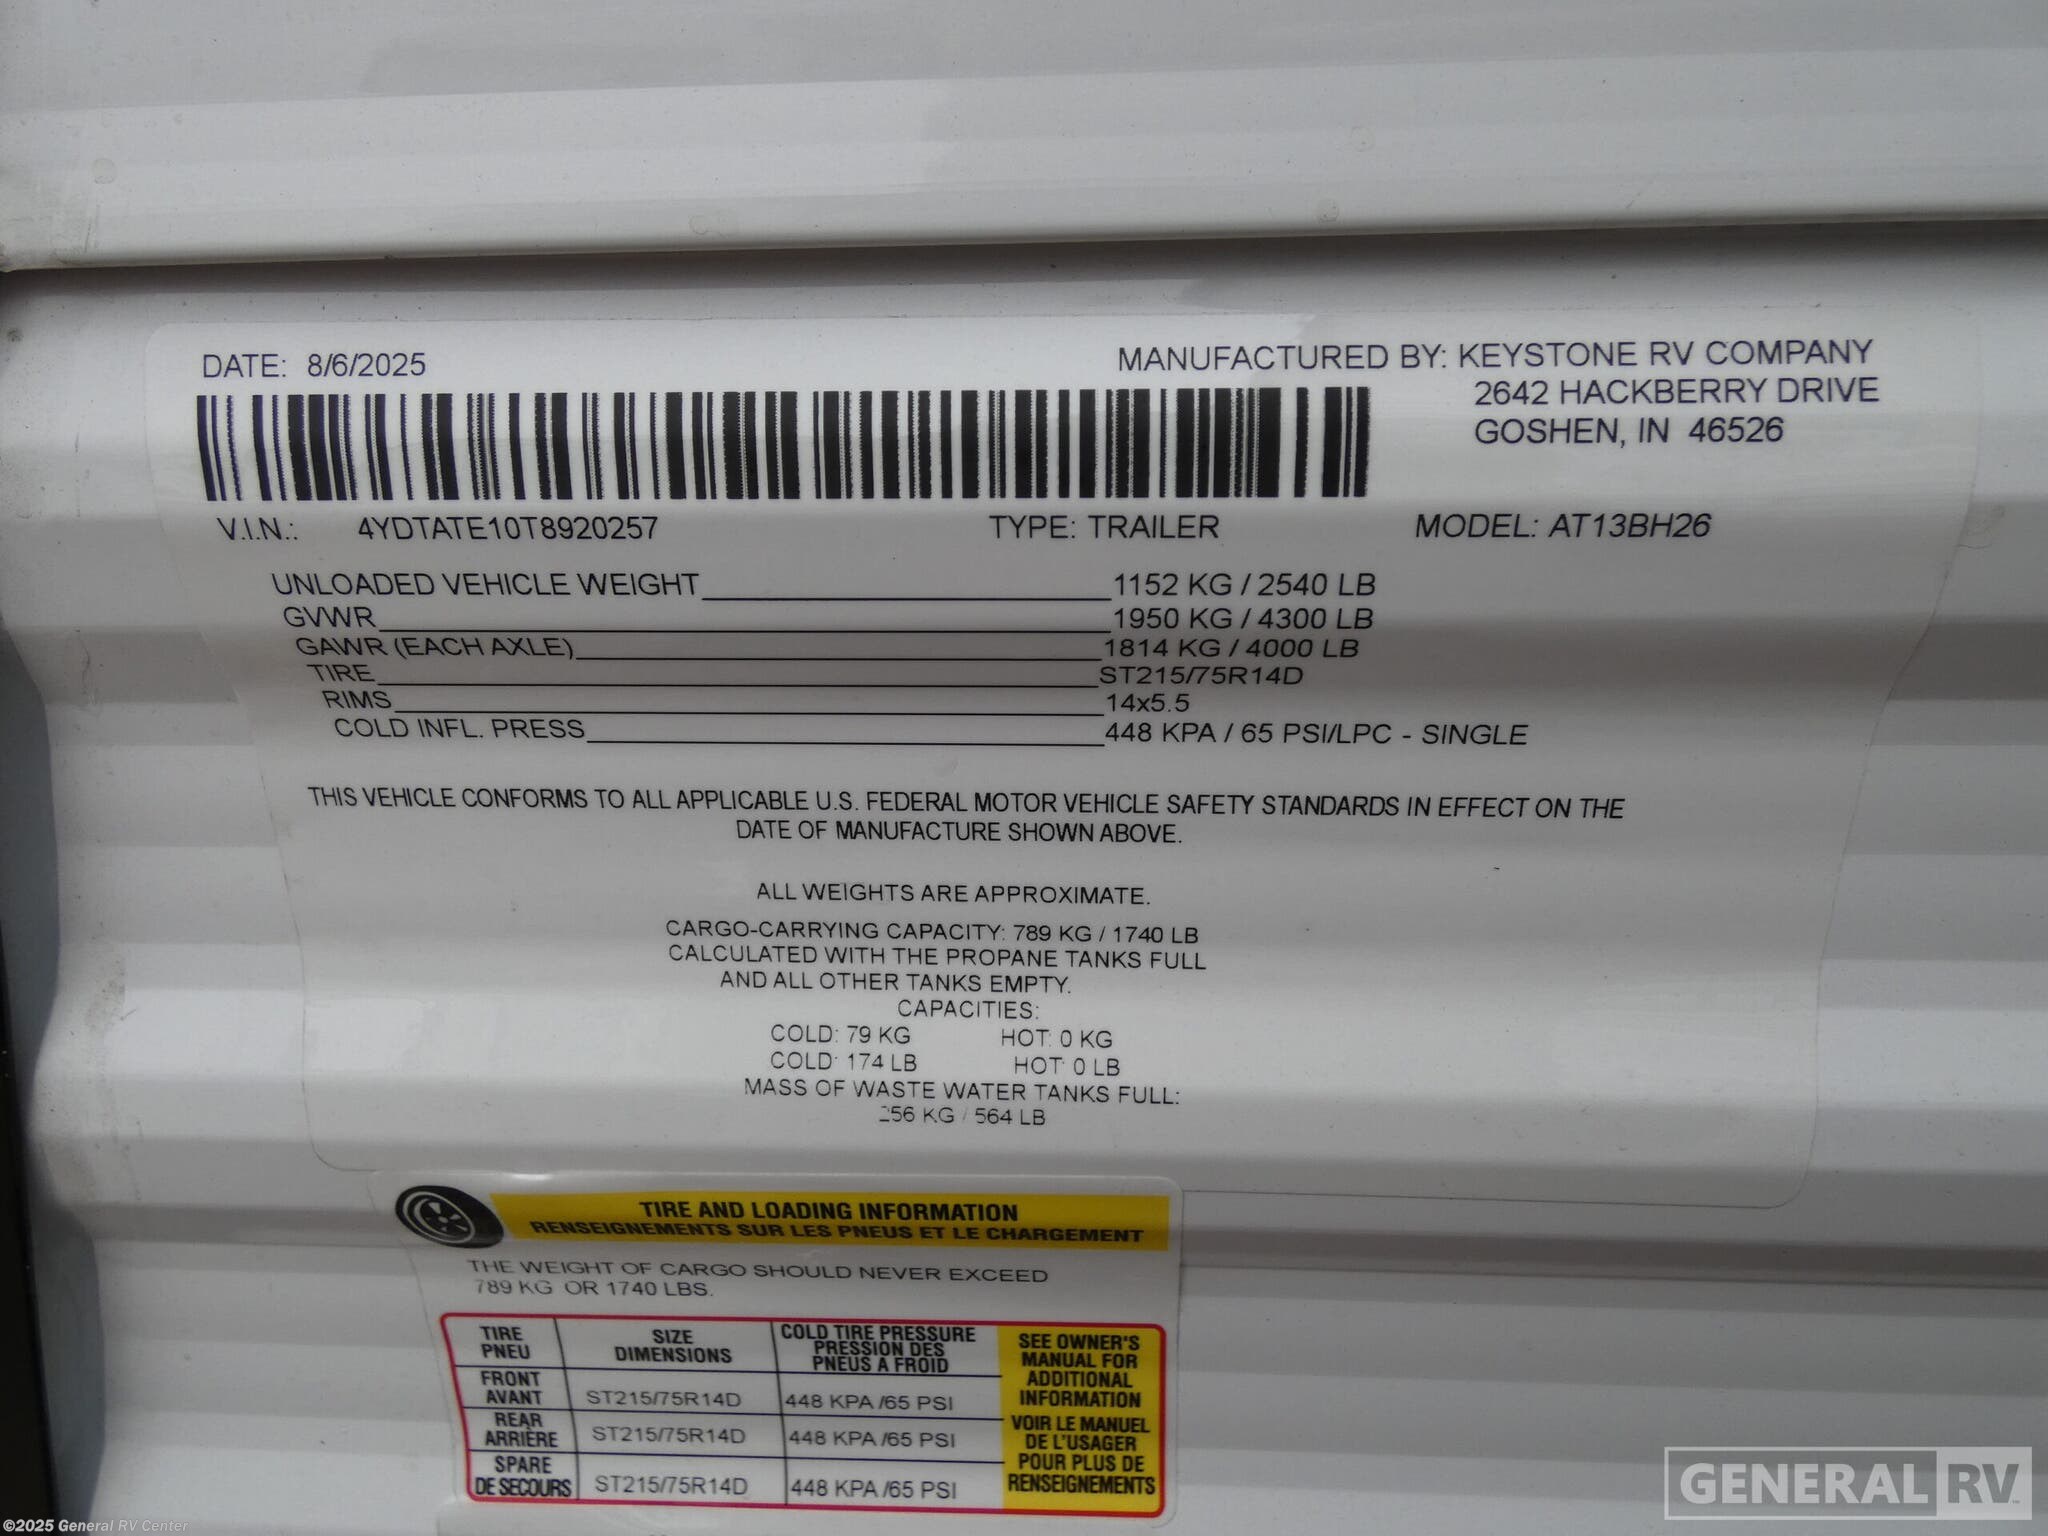 DATE: 8/6/2025
MANUFACTURED BY: KEYSTONE RV COMPANY
2642 HACKBERRY DRIVE
GOSHEN, IN 46526
V.I.N.: 4YDTATE10T8920257 TYPE: TRAILER MODEL: AT13BH26
UNLOADED VEHICLE WEIGHT 1152 KG / 2540 LB
GVWR 1950 KG / 4300 LB
GAWR (EACH AXLE) 1814 KG / 4000 LB
TIRE ST215/75R14D
RIMS 14x5.5
COLD INFL. PRESS 448 KPA / 65 PSI/LPC - SINGLE
THIS VEHICLE CONFORMS TO ALL APPLICABLE U.S. FEDERAL MOTOR VEHICLE SAFETY STANDARDS IN EFFECT ON THE
DATE OF MANUFACTURE SHOWN ABOVE.
ALL WEIGHTS ARE APPROXIMATE.
CARGO-CARRYING CAPACITY: 789 KG / 1740 LB
CALCULATED WITH THE PROPANE TANKS FULL
AND ALL OTHER TANKS EMPTY.
CAPACITIES:
COLD: 79 KG HOT: 0 KG
COLD: 174 LB HOT: 0 LB
MASS OF WASTE WATER TANKS FULL:
256 KG / 564 LB
TIRE AND LOADING INFORMATION
RENSEIGNEMENTS SUR LES PNEUS ET LE CHARGEMENT
THE WEIGHT OF CARGO SHOULD NEVER EXCEED
789 KG OR 1740 LBS.
TIRE
PNEU
SIZE
DIMENSIONS
COLD TIRE PRESSURE
PRESSION DES
PNEUS A FROID
FRONT
AVANT
ST215/75R14D
448 KPA /65 PSI
REAR
ARRIÈRE
ST215/75R14D
448 KPA /65 PSI
SPARE
DE SECOURS
ST215/75R14D
448 KPA /65 PSI
SEE OWNER'S
MANUAL FOR
ADDITIONAL
INFORMATION
VOIR LE MANUEL
DE L'USAGER
POUR PLUS DE
RENSEIGNEMENTS
GENERAL RV
©2025 General RV Center